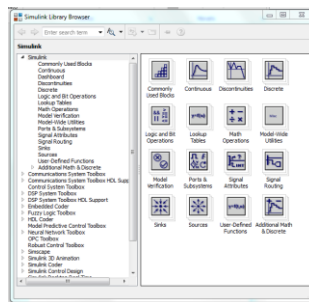 Simulink Library Browser
Enter search term
Simulink
Simulink
Commonly Used Blocks
Continuous
Dashboard
Discontinuities
Discrete
Logic and Bit Operations
Lookup Tables
Math Operations
Model Verification
Model-Wide Utilities
Ports & Subsystems
Signal Attributes
Signal Routing
Sinks
Sources
User-Defined Functions
Additional Math & Discrete
Communications System Toolbox
Communications System Toolbox HDL Supp
Control System Toolbox
DSP System Toolbox
DSP System Toolbox HDL Support
Embedded Coder
Fuzzy Logic Toolbox
HDL Coder
Model Predictive Control Toolbox
Neural Network Toolbox
OPC Toolbox
Robust Control Toolbox
Simscape
Simulink 3D Animation
Simulink Coder
Simulink Control Design
Commonly
Used Blocks
Continuous
Discontinuities
Discrete
Logic and Bit
Operations
Lookup
Tables
Math
Operations
Model-Wide
Utilities
Model
Verification
Ports &
Subsystems
Signal
Attributes
Signal
Routing
Sinks
Sources
User-Defined
Functions
Additional Math
& Discrete